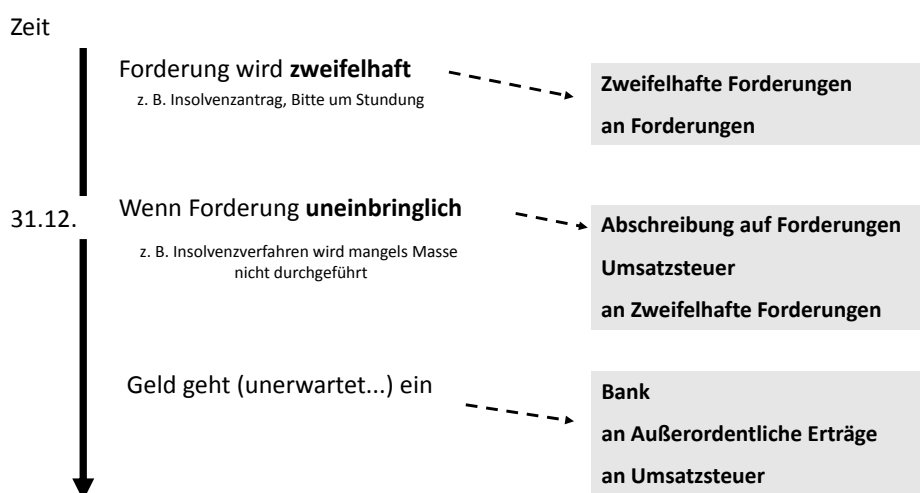 Zeit
Forderung wird zweifelhaft
z. B. Insolvenzantrag, Bitte um Stundung
Zweifelhafte Forderungen
an Forderungen
31.12.
Wenn Forderung uneinbringlich
z. B. Insolvenzverfahren wird mangels Masse
nicht durchgeführt
Abschreibung auf Forderungen
Umsatzsteuer
an Zweifelhafte Forderungen
Geld geht (unerwartet...) ein
Bank
an Außerordentliche Erträge
an Umsatzsteuer